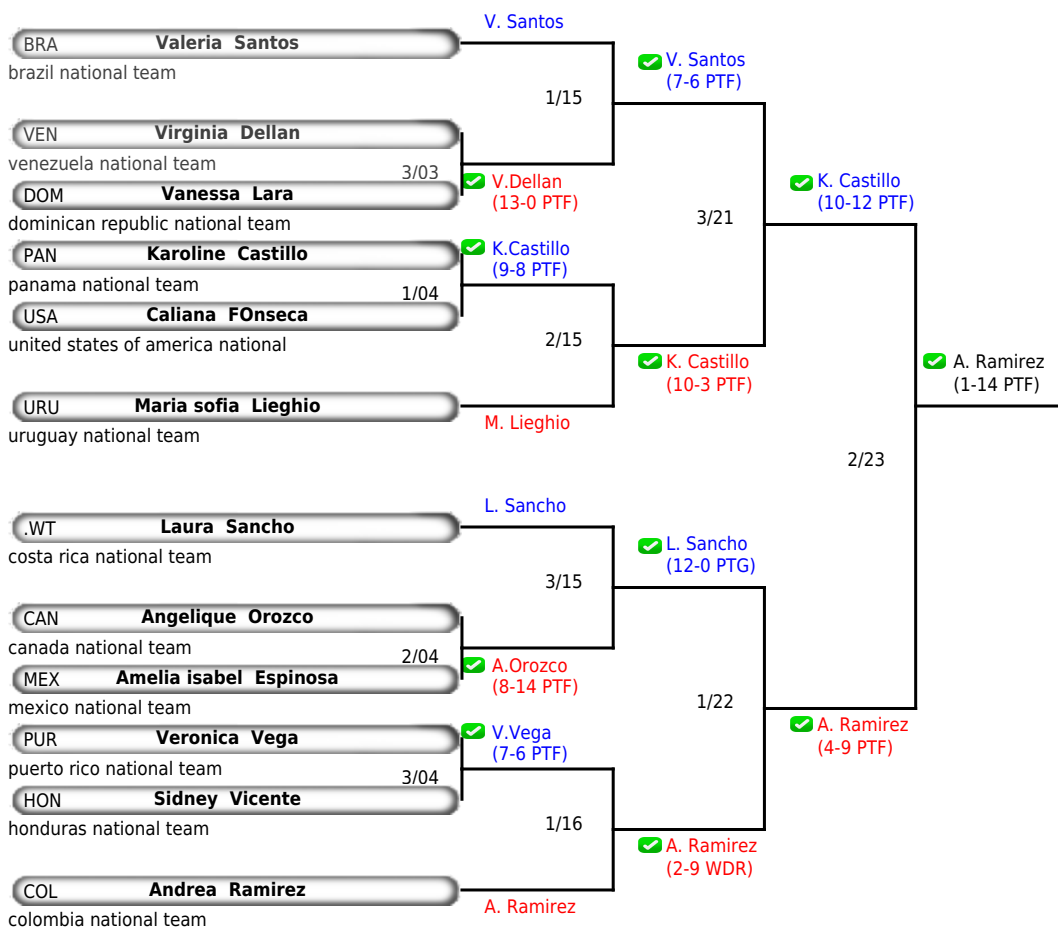 V. Santos
BRA Valeria Santos
brazil national team
V. Santos
(7-6 PTF)
1/15
VEN Virginia Dellan
venezuela national team
3/03
V.Dellan
(13-0 PTF)
DOM Vanessa Lara
dominican republic national team
K. Castillo
(10-12 PTF)
3/21
PAN Karoline Castillo
panama national team
K.Castillo
(9-8 PTF)
1/04
USA Caliana FOnseca
united states of america national
2/15
K. Castillo
(10-3 PTF)
A. Ramirez
(1-14 PTF)
URU Maria sofia Lieghio
uruguay national team
M. Lieghio
2/23
L. Sancho
.WT Laura Sancho
costa rica national team
L. Sancho
(12-0 PTG)
3/15
CAN Angelique Orozco
canada national team
2/04
A.Orozco
(8-14 PTF)
MEX Amelia isabel Espinosa
mexico national team
1/22
A. Ramirez
(4-9 PTF)
PUR Veronica Vega
puerto rico national team
V.Vega
(7-6 PTF)
3/04
HON Sidney Vicente
honduras national team
1/16
A. Ramirez
(2-9 WDR)
COL Andrea Ramirez
colombia national team
A. Ramirez